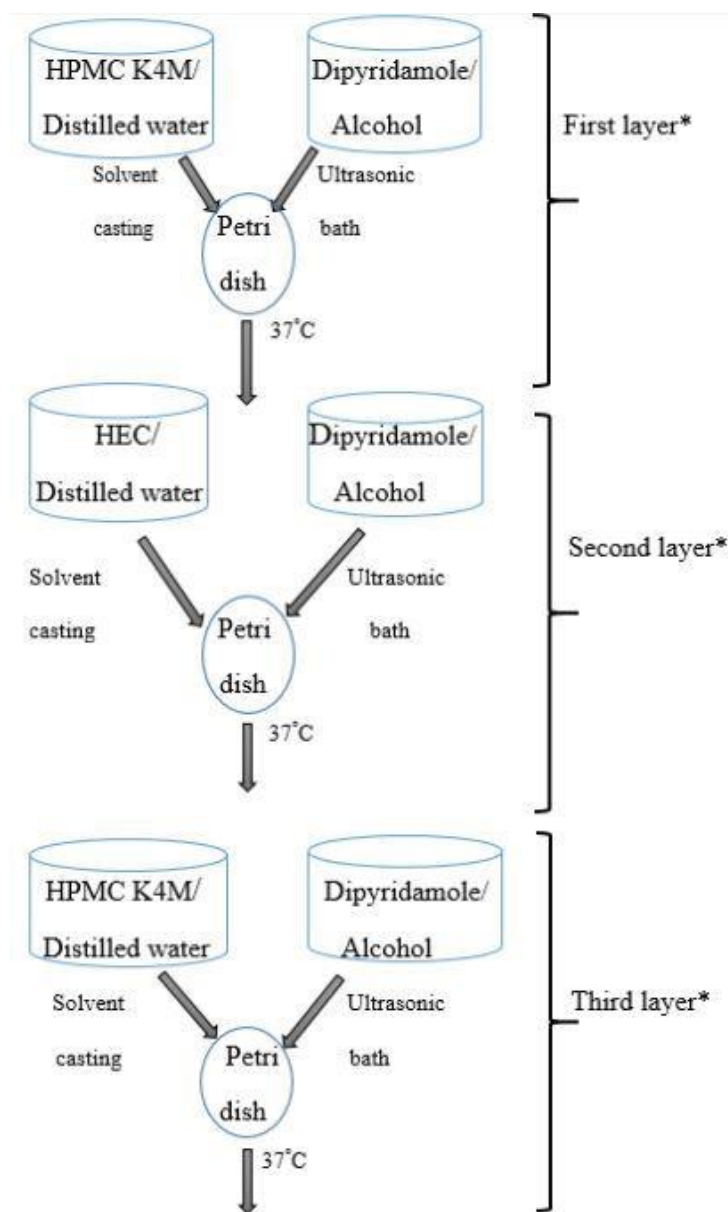 HPMC K4M/
Distilled water
Dipyridamole/
Alcohol
First layer*
Solvent
casting
Ultrasonic
bath
Petri
dish
37°C
HEC/
Distilled water
Dipyridamole/
Alcohol
Second layer*
Solvent
casting
Ultrasonic
bath
Petri
dish
37°C
HPMC K4M/
Distilled water
Dipyridamole/
Alcohol
Third layer*
Solvent
casting
Ultrasonic
bath
Petri
dish
37°C